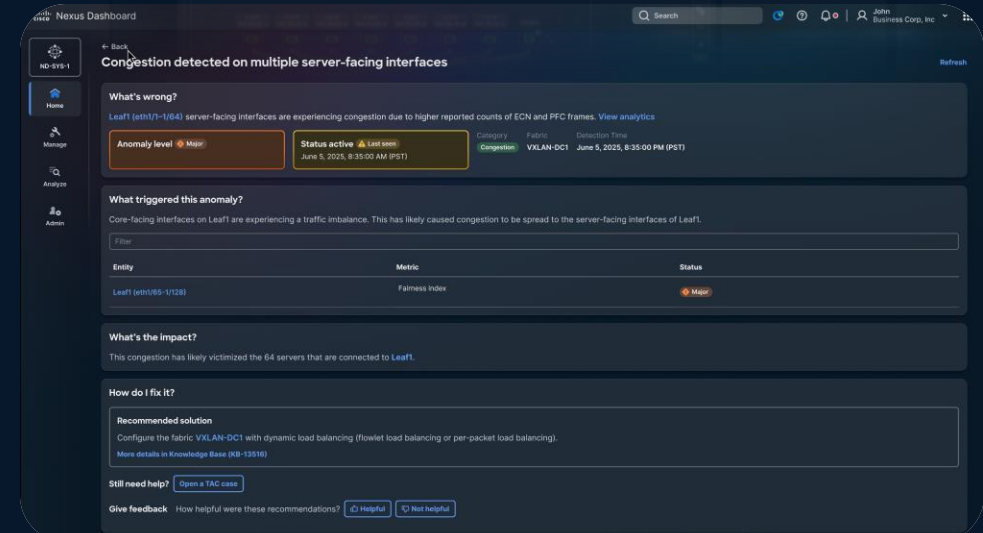 CISCO Nexus Dashboard
Search
John
Business Corp, Inc
ND-SYS-1
Home
Manage
Analyze
Admin
← Back
Congestion detected on multiple server-facing interfaces
Refresh
What's wrong?
Leaf1 (eth1/1-1/64) server-facing interfaces are experiencing congestion due to higher reported counts of ECN and PFC frames. View analytics
Anomaly level Major
Status active Last seen
June 5, 2025, 8:35:00 AM (PST)
Category Fabric Detection Time
Congestion VXLAN-DC1 June 5, 2025, 8:35:00 PM (PST)
What triggered this anomaly?
Core-facing interfaces on Leaf1 are experiencing a traffic imbalance. This has likely caused congestion to be spread to the server-facing interfaces of Leaf1.
Filter
Entity Metric Status
Leaf1 (eth1/65-1/128) Fairness index Major
What's the impact?
This congestion has likely victimized the 64 servers that are connected to Leaf1.
How do I fix it?
Recommended solution
Configure the fabric VXLAN-DC1 with dynamic load balancing (flowlet load balancing or per-packet load balancing).
More details in Knowledge Base (KB-13516)
Still need help? Open a TAC case
Give feedback How helpful were these recommendations? Helpful Not helpful